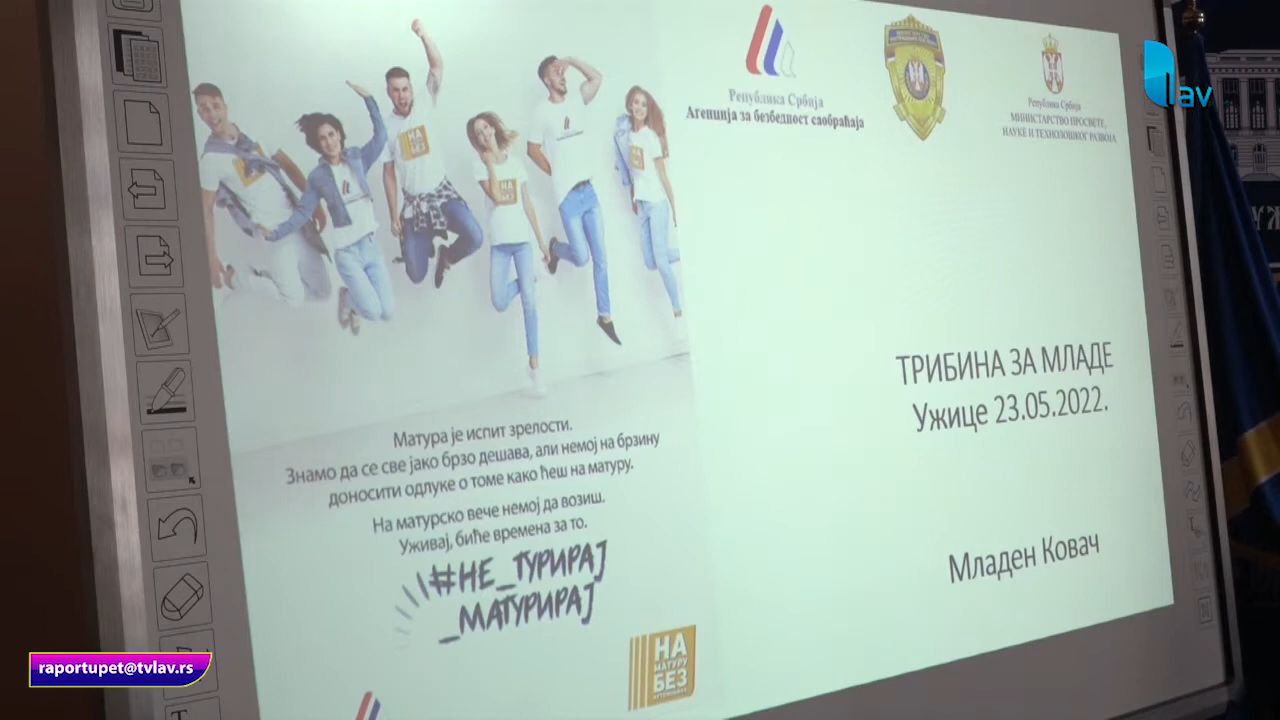 Република Србија
Агенција за безбедност саобраћаја
Република Србија
МИНИСТАРСТВО ПРОСВЕТЕ,
НАУКЕ И ТЕХНОЛОШКОГ РАЗВОЈА
lav
ТРИБИНА ЗА МЛАДЕ
Ужице 23.05.2022.
Младен Ковач
Матура је испит зрелости.
Знамо да се све јако брзо дешава, али немој на брзину
доносити одлуке о томе како ћеш на матуру.
На матурско вече немој да возиш.
Уживај, биће времена за то.
#НЕ_ТУРИРАЈ
_МАТУРИРАЈ
НА
МАТУРУ
БЕЗ
raportupet@tvlav.rs